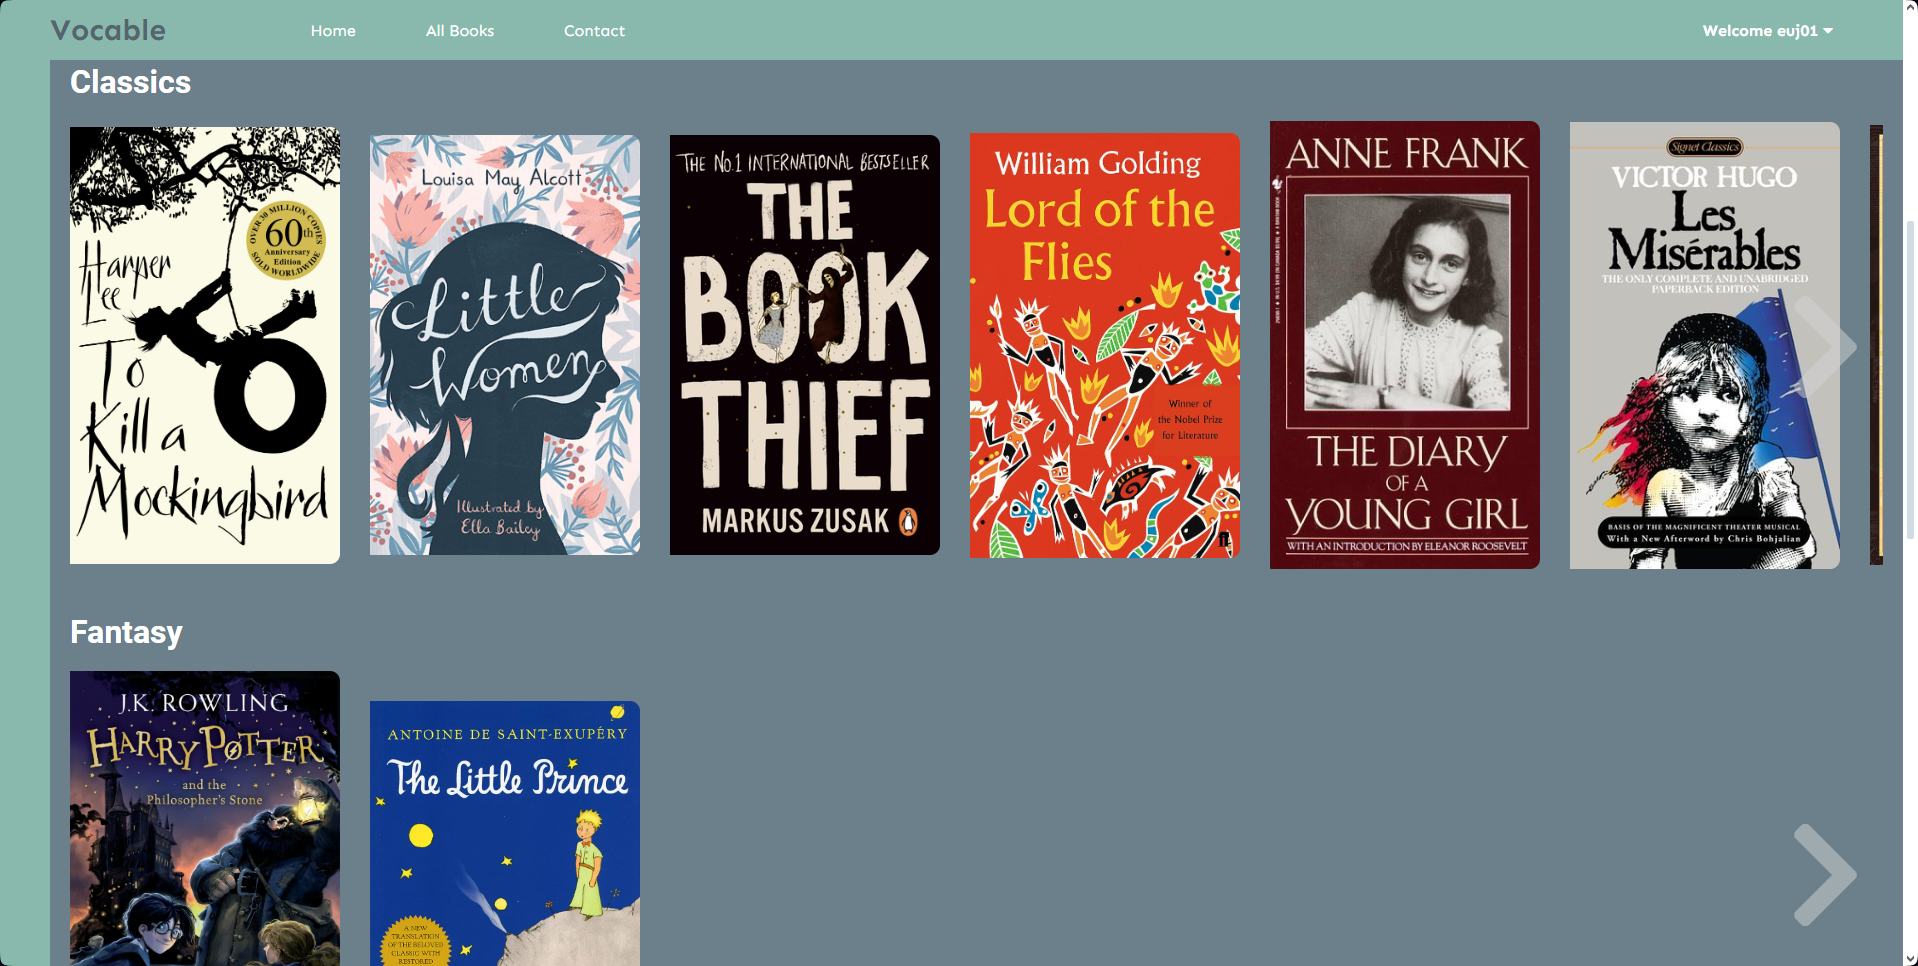 Vocable
Home
All Books
Contact
Welcome euj01
Classics
Harper
Lee
To
Kill a
Mockingbird
OVER 30 MILLION COPIES
60th
Anniversary
Edition
SOLD WORLDWIDE
Louisa May Alcott
Little
Women
Illustrated by
Ella Bailey
THE NO.1 INTERNATIONAL BESTSELLER
THE
BOOK
THIEF
MARKUS ZUSAK
William Golding
Lord of the
Flies
Winner of
the Nobel Prize
for Literature
ff
ANNE FRANK
THE DIARY
OF A
YOUNG GIRL
WITH AN INTRODUCTION BY ELEANOR ROOSEVELT
Signet Classics
VICTOR HUGO
Les
Misérables
THE ONLY COMPLETE AND UNABRIDGED
PAPERBACK EDITION
BASIS OF THE MAGNIFICENT THEATER MUSICAL
With a New Afterword by Chris Bohjalian
Fantasy
J.K. ROWLING
HARRY POTTER
and the
Philosopher's Stone
ANTOINE DE SAINT-EXUPÉRY
The Little Prince
A NEW
TRANSLATION
OF THE BELOVED
CLASSIC WITH
RESTORED